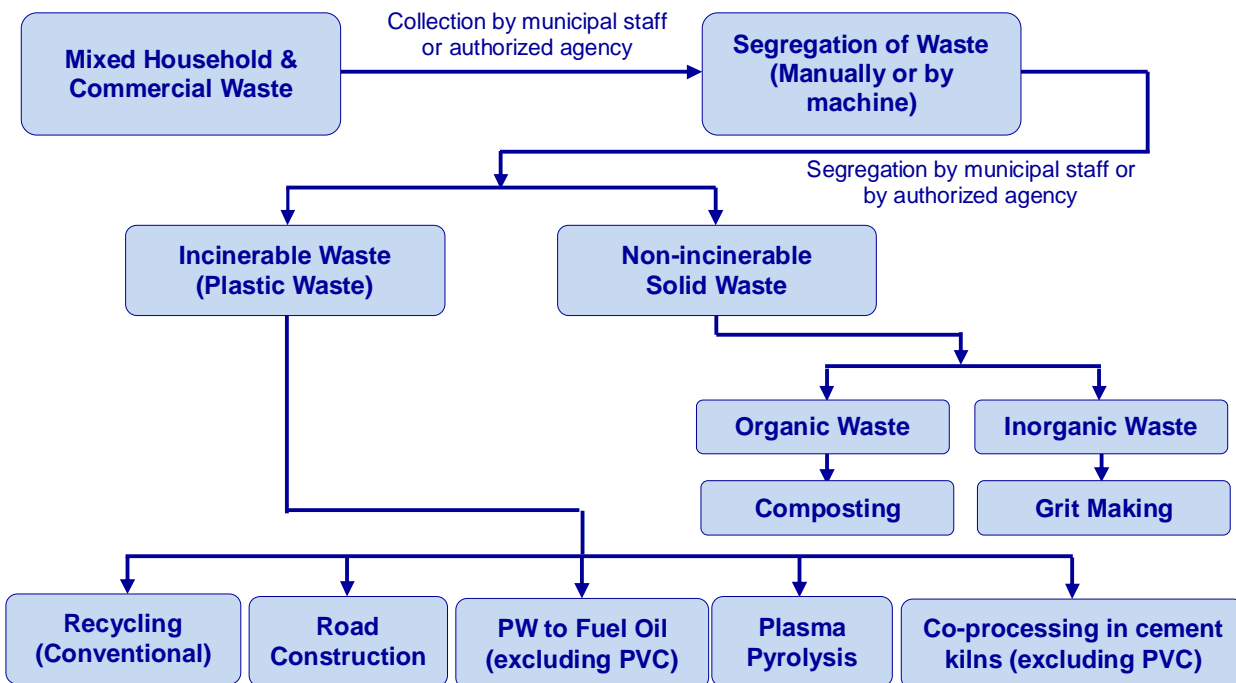 Mixed Household &
Commercial Waste
Collection by municipal staff
or authorized agency
Segregation of Waste
(Manually or by
machine)
Segregation by municipal staff or
by authorized agency
Incinerable Waste
(Plastic Waste)
Non-incinerable
Solid Waste
Organic Waste
Inorganic Waste
Composting
Grit Making
Recycling
(Conventional)
Road
Construction
PW to Fuel Oil
(excluding PVC)
Plasma
Pyrolysis
Co-processing in cement
kilns (excluding PVC)